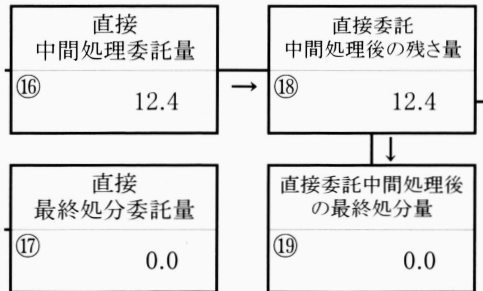 直接
中間処理委託量
⑯
12.4
→
直接委託
中間処理後の残さ量
⑱
12.4
↓
直接
最終処分委託量
⑰
0.0
直接委託中間処理後
の最終処分量
⑲
0.0